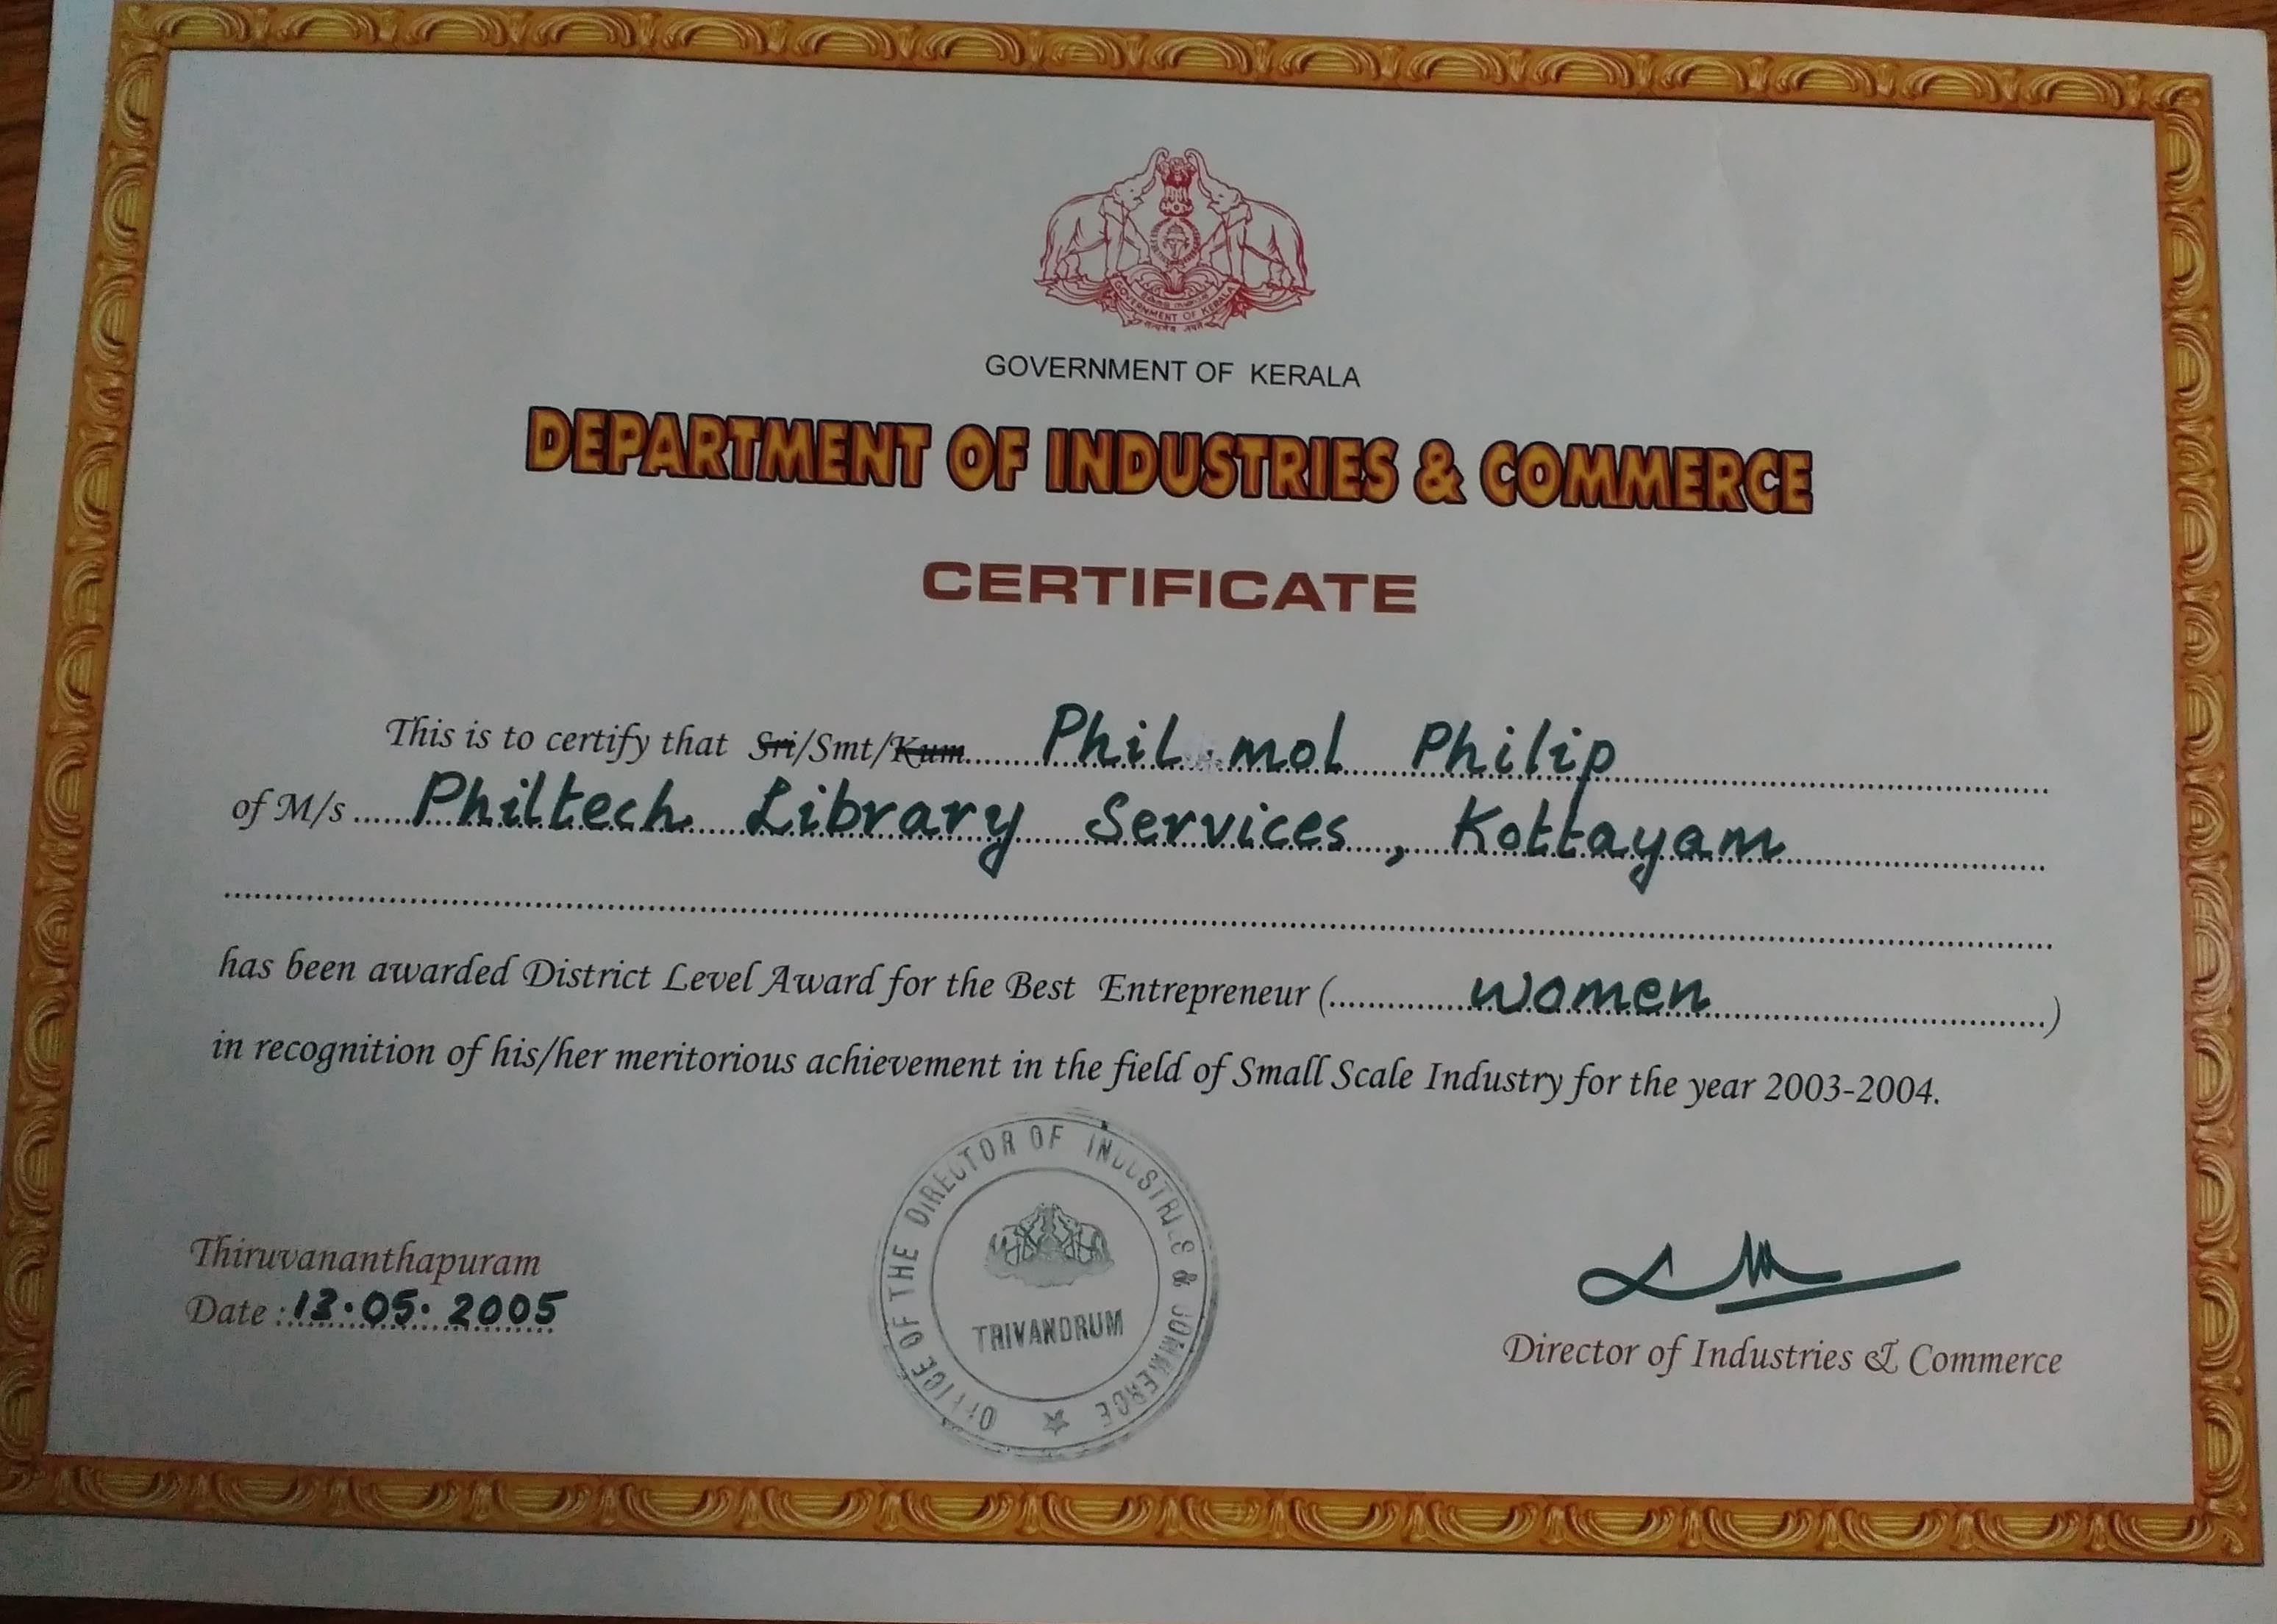 GOVERNMENT OF KERALA
GOVERNMENT OF KERALA
DEPARTMENT OF INDUSTRIES & COMMERCE
CERTIFICATE
This is to certify that Sri/Smt/Kum........Phil.mol Philip
of M/s.....Philtech Library Services, Kottayam
has been awarded District Level Award for the Best Entrepreneur (..........women..........)
in recognition of his/her meritorious achievement in the field of Small Scale Industry for the year 2003-2004.
OFFICE OF THE DIRECTOR OF INDUSTRIES & COMMERCE
TRIVANDRUM
Thiruvananthapuram
Date : 13.05.2005
Director of Industries & Commerce